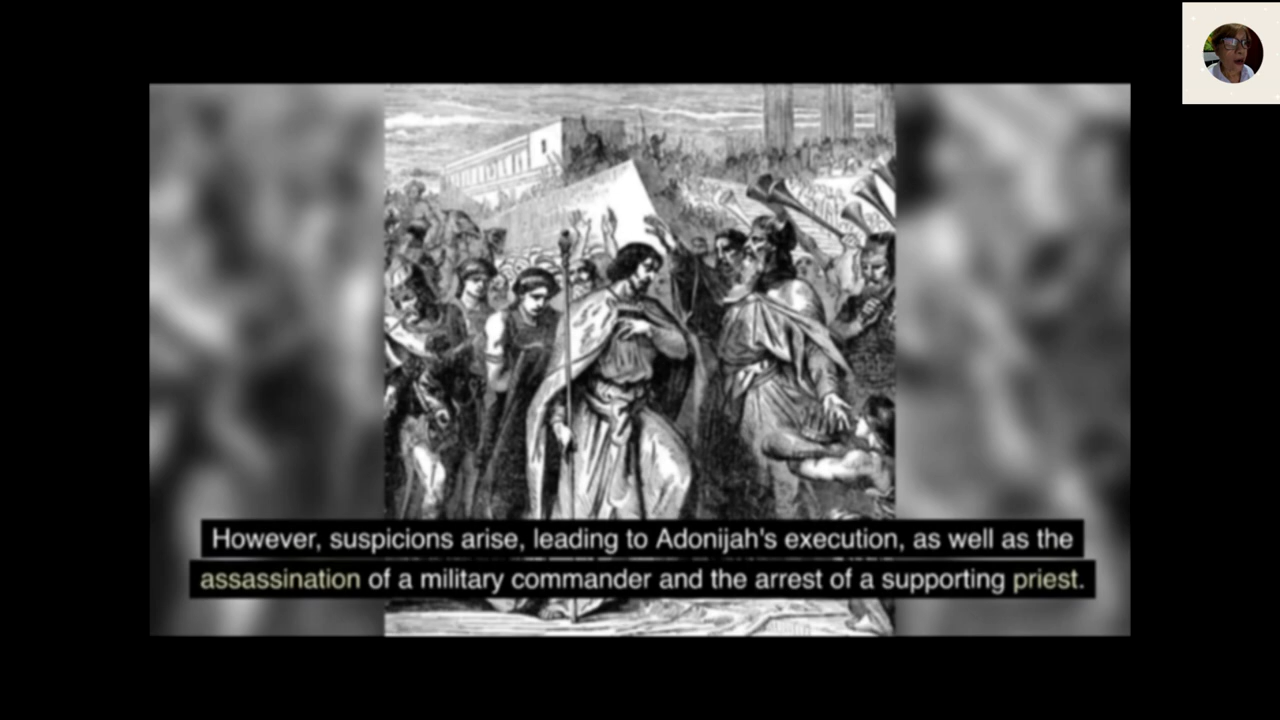 However, suspicions arise, leading to Adonijah's execution, as well as the
assassination of a military commander and the arrest of a supporting priest.